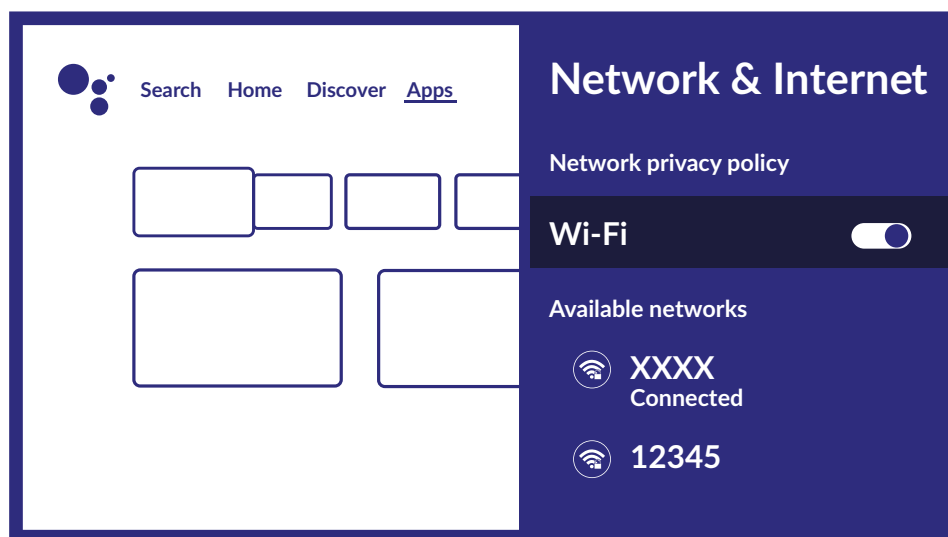 Search Home Discover Apps
Network & Internet
Network privacy policy
Wi-Fi
Available networks
XXXX
Connected
12345